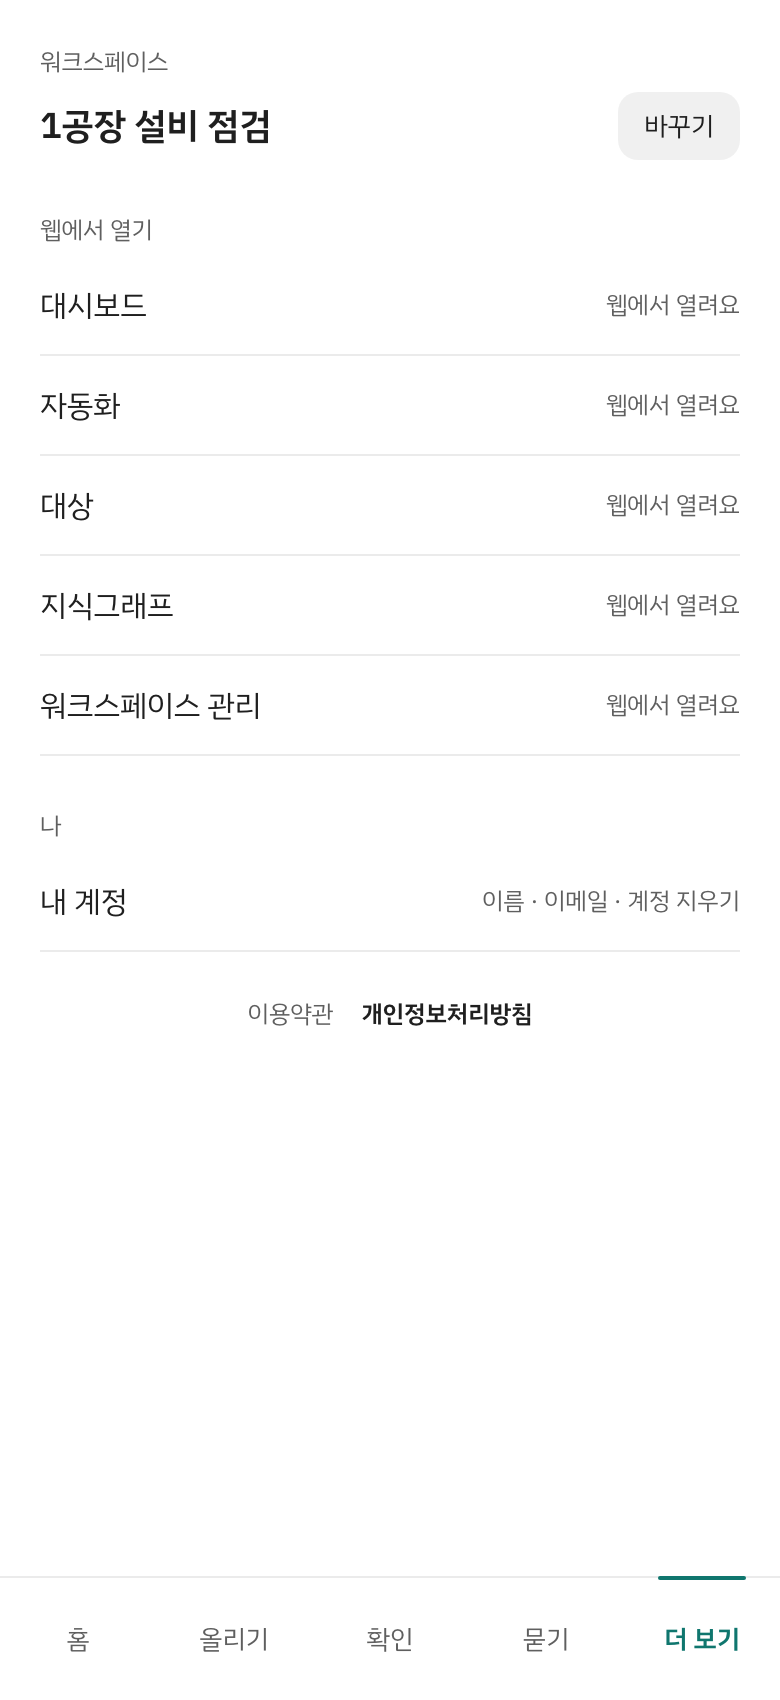 워크스페이스
1공장 설비 점검
바꾸기
웹에서 열기
대시보드 웹에서 열려요
자동화 웹에서 열려요
대상 웹에서 열려요
지식그래프 웹에서 열려요
워크스페이스 관리 웹에서 열려요
나
내 계정 이름 · 이메일 · 계정 지우기
이용약관 개인정보처리방침
홈 올리기 확인 묻기 더 보기